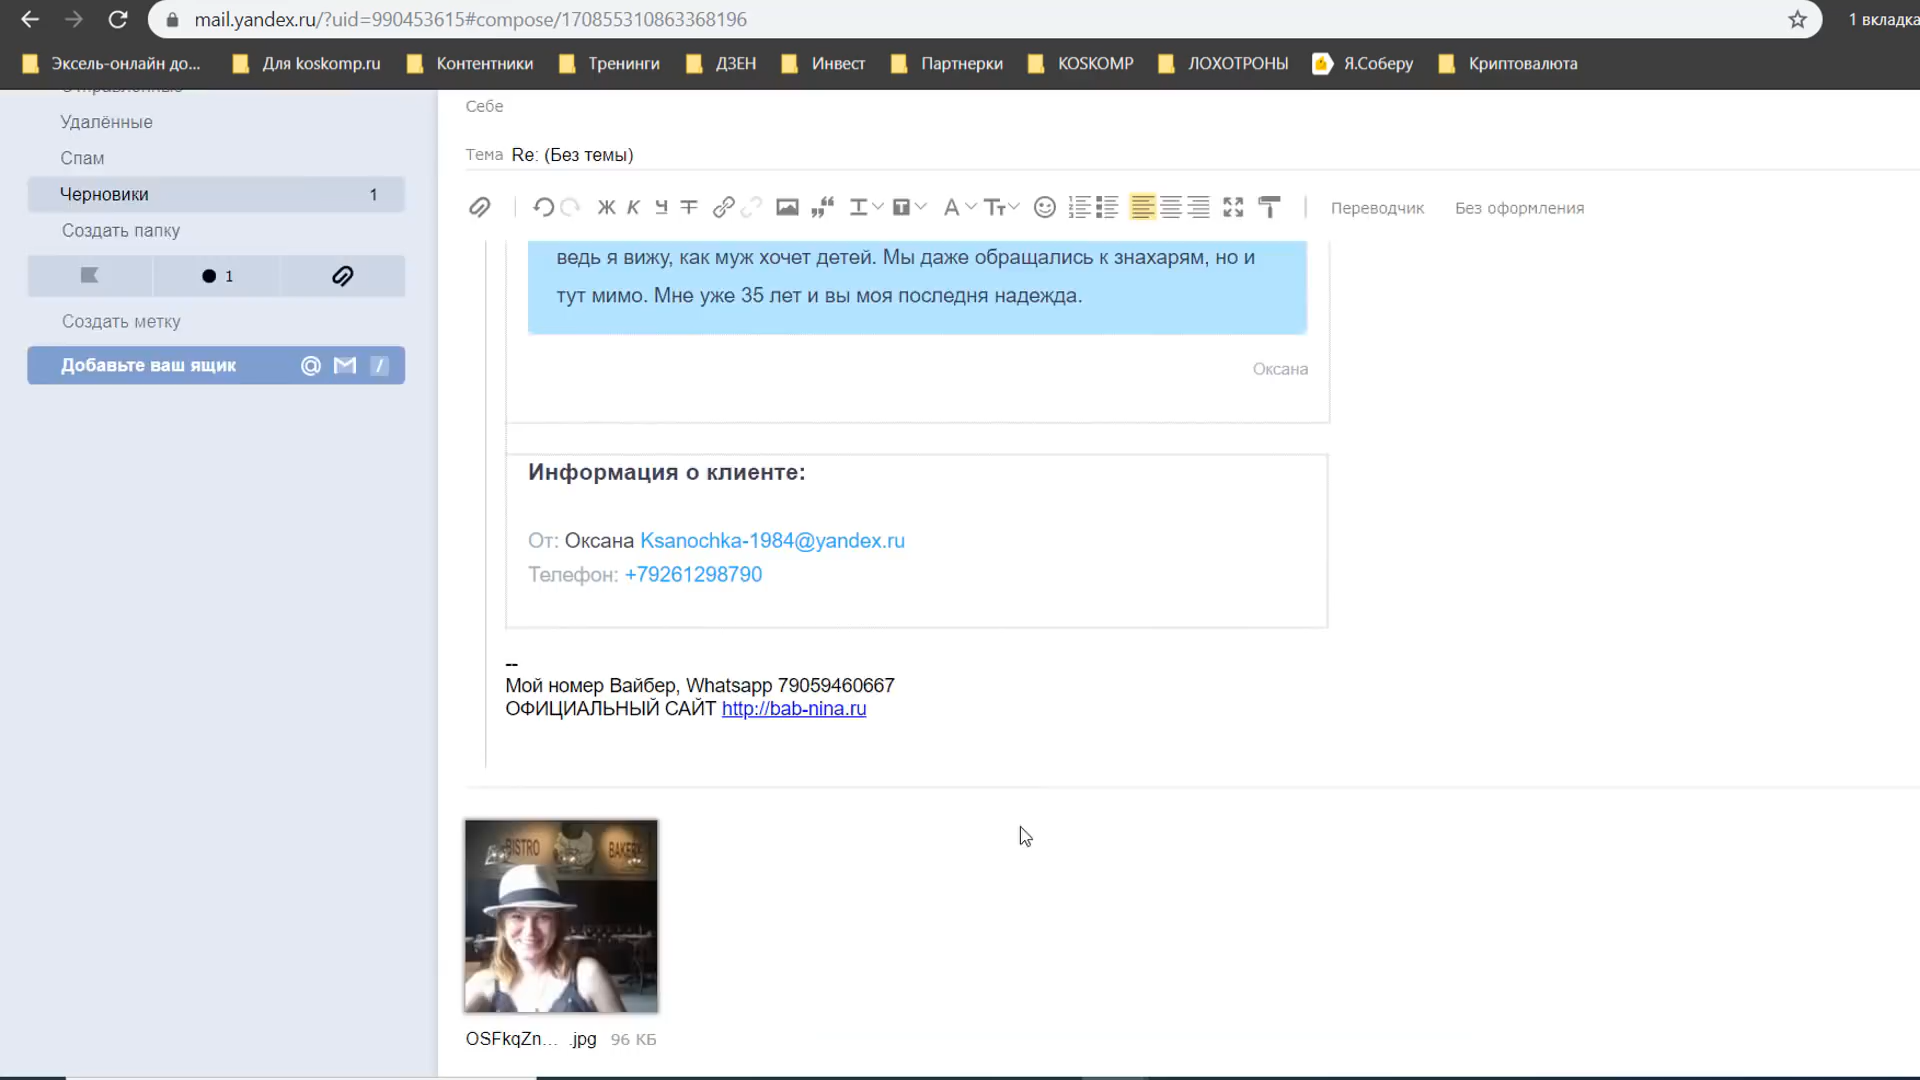 mail.yandex.ru/?uid=990453615#compose/170855310863368196
1 вкладка
Эксель-онлайн до...
Для koskomp.ru
Контентники
Тренинги
ДЗЕН
Инвест
Партнерки
KOSKOMP
ЛОХОТРОНЫ
Я.Соберу
Криптовалюта
Отправленные
Удалённые
Спам
Черновики 1
Создать папку
1
Создать метку
Добавьте ваш ящик
Себе
Тема Re: (Без темы)
Ж К Ч Т
Переводчик
Без оформления
ведь я вижу, как муж хочет детей. Мы даже обращались к знахарям, но и
тут мимо. Мне уже 35 лет и вы моя последня надежда.
Оксана
Информация о клиенте:
От: Оксана Ksanochka-1984@yandex.ru
Телефон: +79261298790
--
Мой номер Вайбер, Whatsapp 79059460667
ОФИЦИАЛЬНЫЙ САЙТ http://bab-nina.ru
BISTRO
BAKERY
OSFkqZn... .jpg 96 КБ